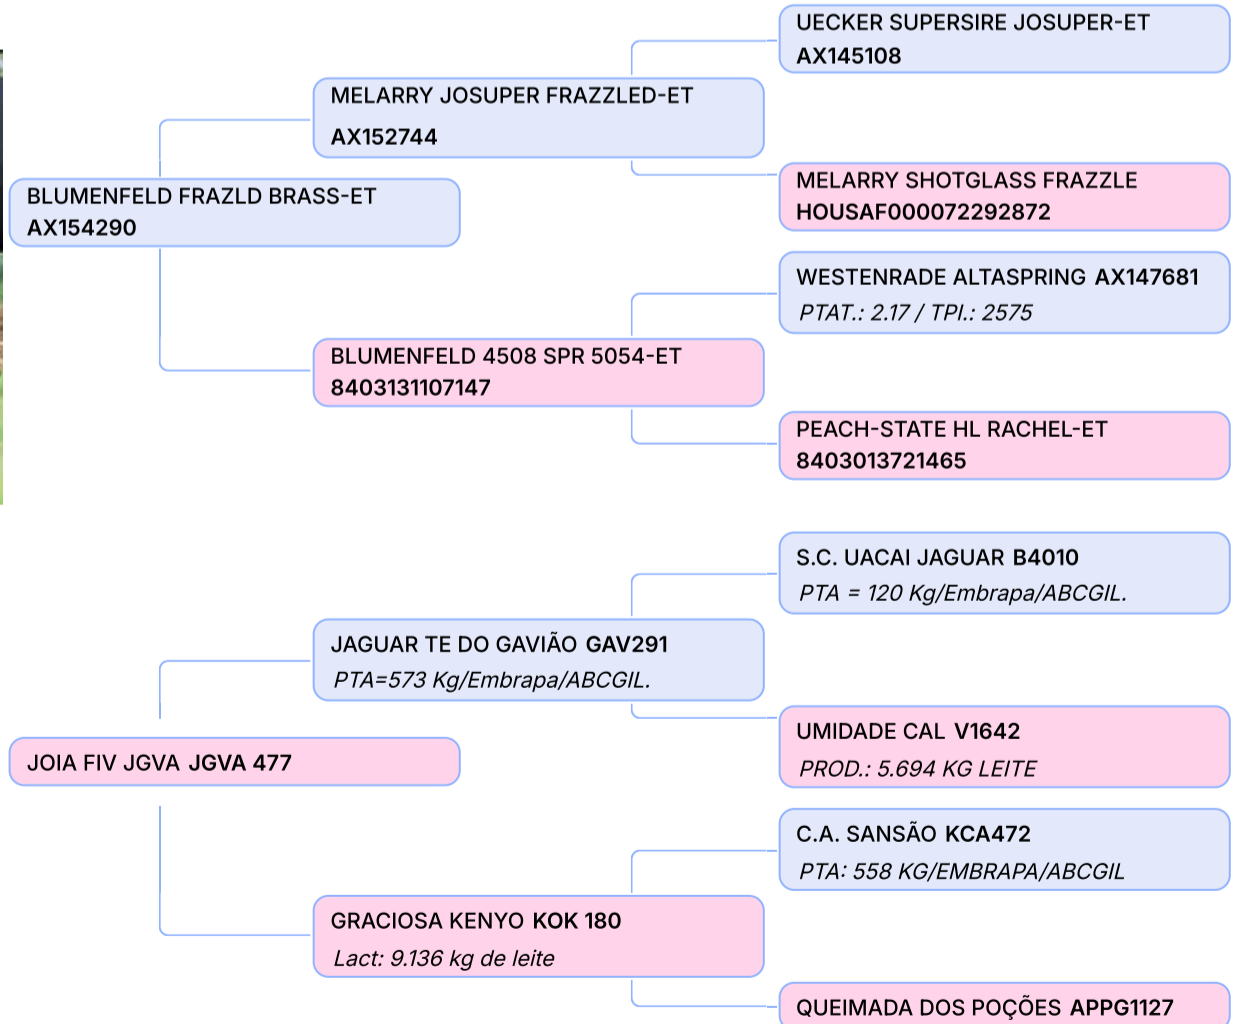 UECKER SUPERSIRE JOSUPER-ET
AX145108
MELARRY JOSUPER FRAZZLED-ET
AX152744
MELARRY SHOTGLASS FRAZZLE
HOUSAF000072292872
BLUMENFELD FRAZLD BRASS-ET
AX154290
WESTENRADE ALTASPRING AX147681
PTAT.: 2.17 / TPI.: 2575
BLUMENFELD 4508 SPR 5054-ET
8403131107147
PEACH-STATE HL RACHEL-ET
8403013721465
S.C. UACAI JAGUAR B4010
PTA = 120 Kg/Embrapa/ABCGIL.
JAGUAR TE DO GAVIÃO GAV291
PTA=573 Kg/Embrapa/ABCGIL.
UMIDADE CAL V1642
PROD.: 5.694 KG LEITE
JOIA FIV JGVA JGVA 477
C.A. SANSÃO KCA472
PTA: 558 KG/EMBRAPA/ABCGIL
GRACIOSA KENYO KOK 180
Lact: 9.136 kg de leite
QUEIMADA DOS POÇÕES APPG1127